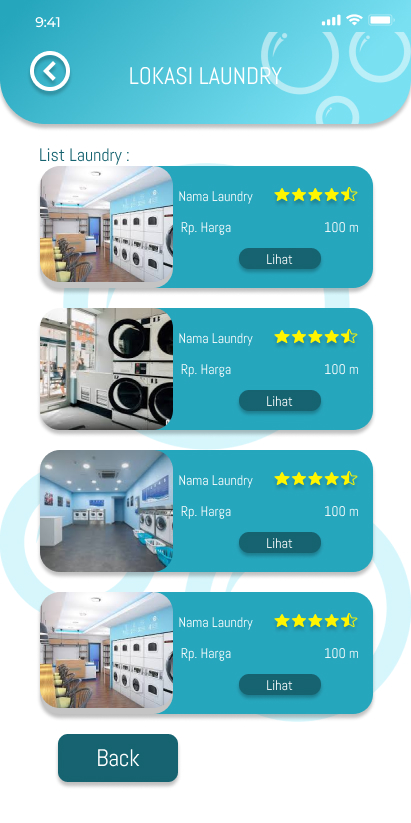 9:41
LOKASI LAUNDRY
List Laundry :
Nama Laundry
Rp. Harga 100 m
Lihat
Nama Laundry
Rp. Harga 100 m
Lihat
Nama Laundry
Rp. Harga 100 m
Lihat
Nama Laundry
Rp. Harga 100 m
Lihat
Back